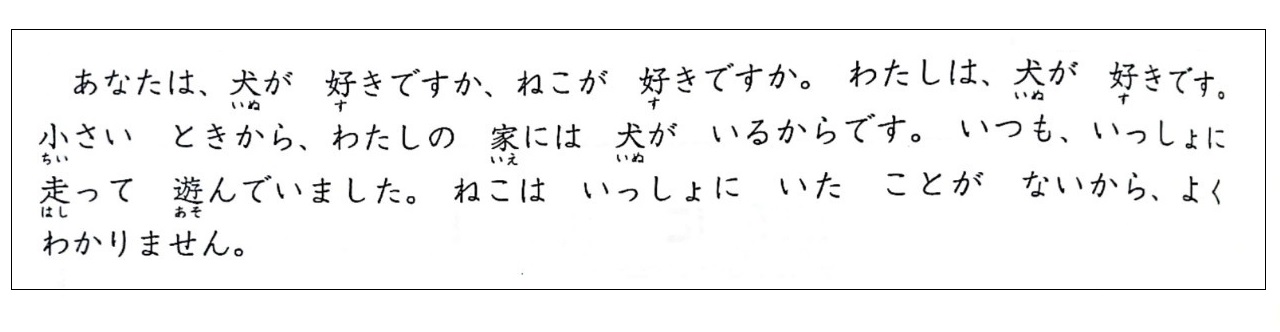 あなたは、犬が　好きですか、ねこが　好きですか。　わたしは、犬が　好きです。
いぬ　す　す　いぬ　す
小さい　ときから、わたしの　家には　犬が　いるからです。　いつも、いっしょに
ちい　いえ　いぬ
走って　遊んでいました。　ねこは　いっしょに　いた　ことが　ないから、よく
はし　あそ
わかりません。